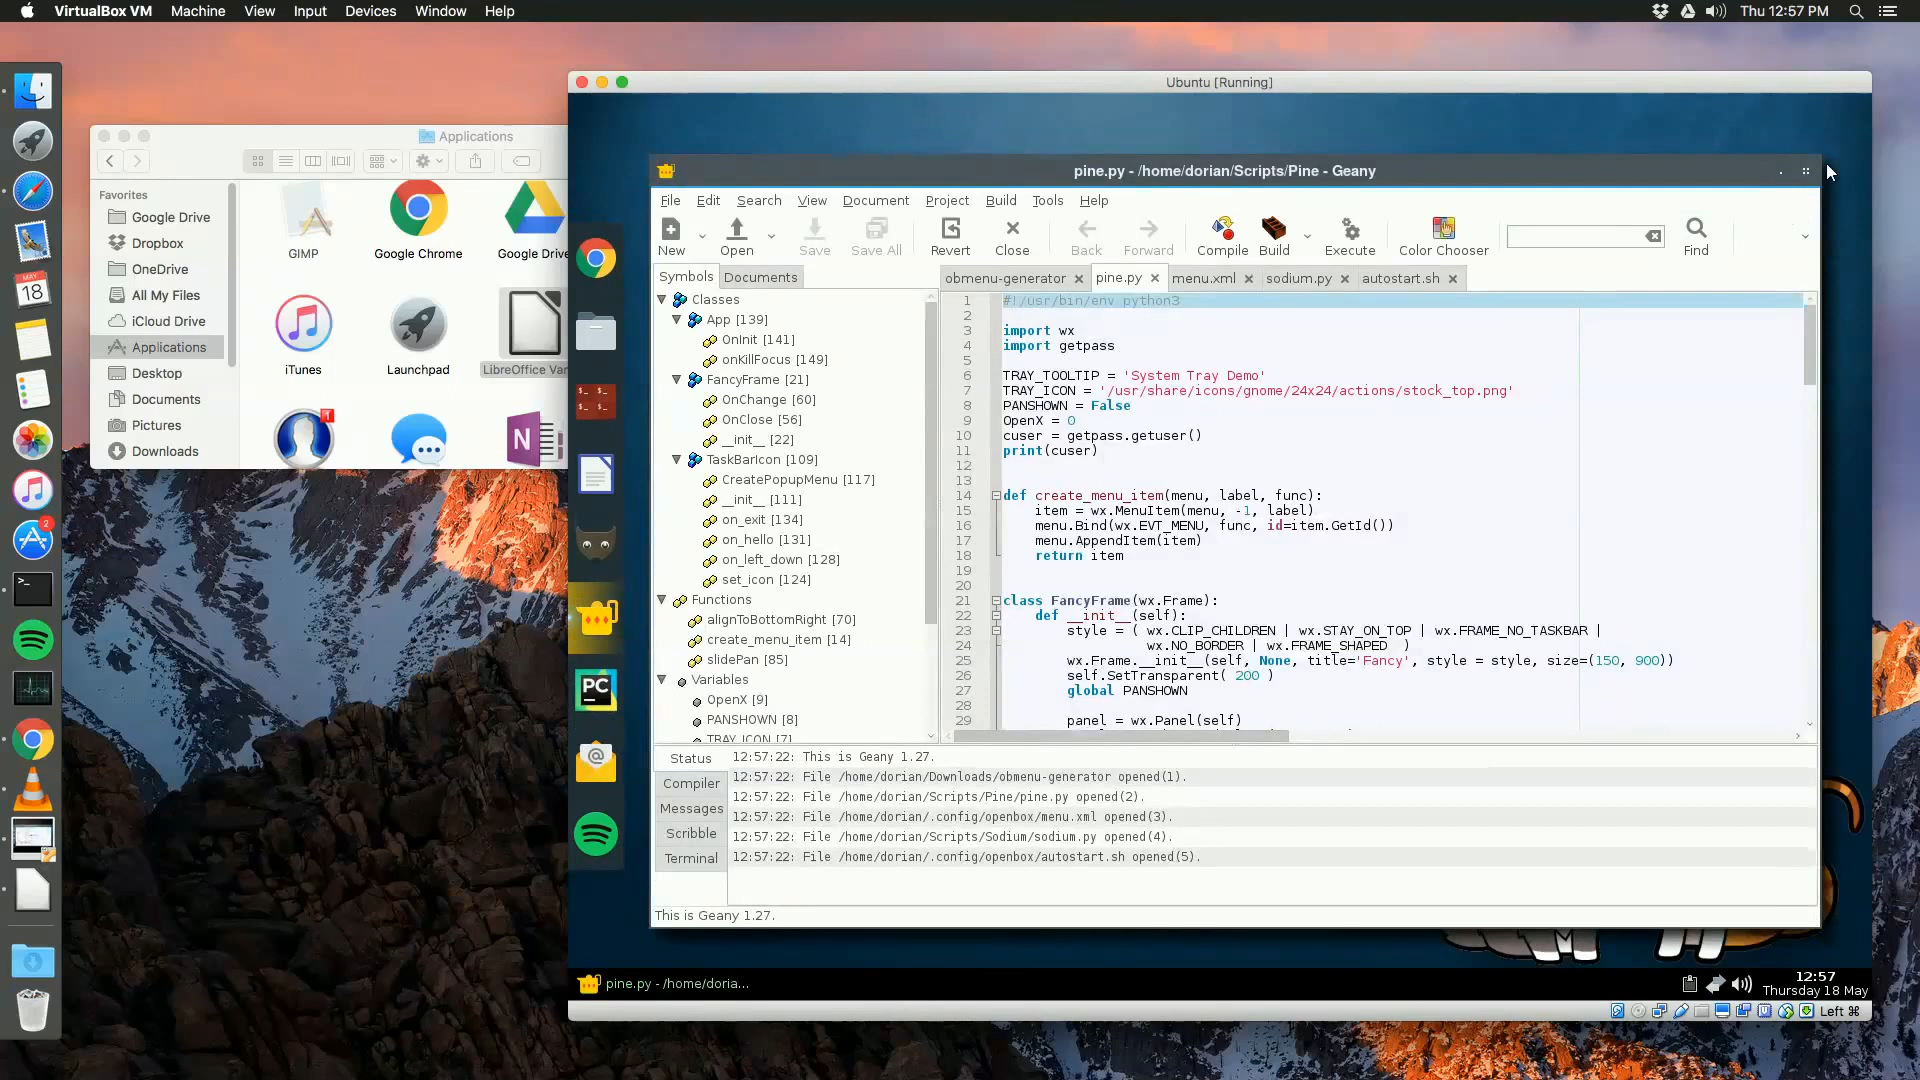 VirtualBox VM Machine View Input Devices Window Help
Thu 12:57 PM
Applications
Favorites
Google Drive
Dropbox
OneDrive
All My Files
iCloud Drive
Applications
Desktop
Documents
Pictures
Downloads
GIMP Google Chrome Google Drive
iTunes Launchpad LibreOffice Van
MAY
18
2
1
N
Ubuntu [Running]
pine.py - /home/dorian/Scripts/Pine - Geany
File Edit Search View Document Project Build Tools Help
New Open Save Save All Revert Close Back Forward Compile Build Execute Color Chooser Find
Symbols Documents
obmenu-generator pine.py menu.xml sodium.py autostart.sh
Classes
App [139]
OnInit [141]
onKillFocus [149]
FancyFrame [21]
OnChange [60]
OnClose [56]
__init__ [22]
TaskBarIcon [109]
CreatePopupMenu [117]
__init__ [111]
on_exit [134]
on_hello [131]
on_left_down [128]
set_icon [124]
Functions
alignToBottomRight [70]
create_menu_item [14]
slidePan [85]
Variables
OpenX [9]
PANSHOWN [8]
TRAY_ICON [7]
1 #!/usr/bin/env python3
2
3 import wx
4 import getpass
5
6 TRAY_TOOLTIP = 'System Tray Demo'
7 TRAY_ICON = '/usr/share/icons/gnome/24x24/actions/stock_top.png'
8 PANSHOWN = False
9 OpenX = 0
10 cuser = getpass.getuser()
11 print(cuser)
12
13
14 def create_menu_item(menu, label, func):
15 item = wx.MenuItem(menu, -1, label)
16 menu.Bind(wx.EVT_MENU, func, id=item.GetId())
17 menu.AppendItem(item)
18 return item
19
20
21 class FancyFrame(wx.Frame):
22 def __init__(self):
23 style = ( wx.CLIP_CHILDREN | wx.STAY_ON_TOP | wx.FRAME_NO_TASKBAR |
24 wx.NO_BORDER | wx.FRAME_SHAPED )
25 wx.Frame.__init__(self, None, title='Fancy', style = style, size=(150, 900))
26 self.SetTransparent( 200 )
27 global PANSHOWN
28
29 panel = wx.Panel(self)
Status
Compiler
Messages
Scribble
Terminal
12:57:22: This is Geany 1.27.
12:57:22: File /home/dorian/Downloads/obmenu-generator opened(1).
12:57:22: File /home/dorian/Scripts/Pine/pine.py opened(2).
12:57:22: File /home/dorian/.config/openbox/menu.xml opened(3).
12:57:22: File /home/dorian/Scripts/Sodium/sodium.py opened(4).
12:57:22: File /home/dorian/.config/openbox/autostart.sh opened(5).
This is Geany 1.27.
PC
pine.py - /home/doria...
12:57
Thursday 18 May
Left ⌘